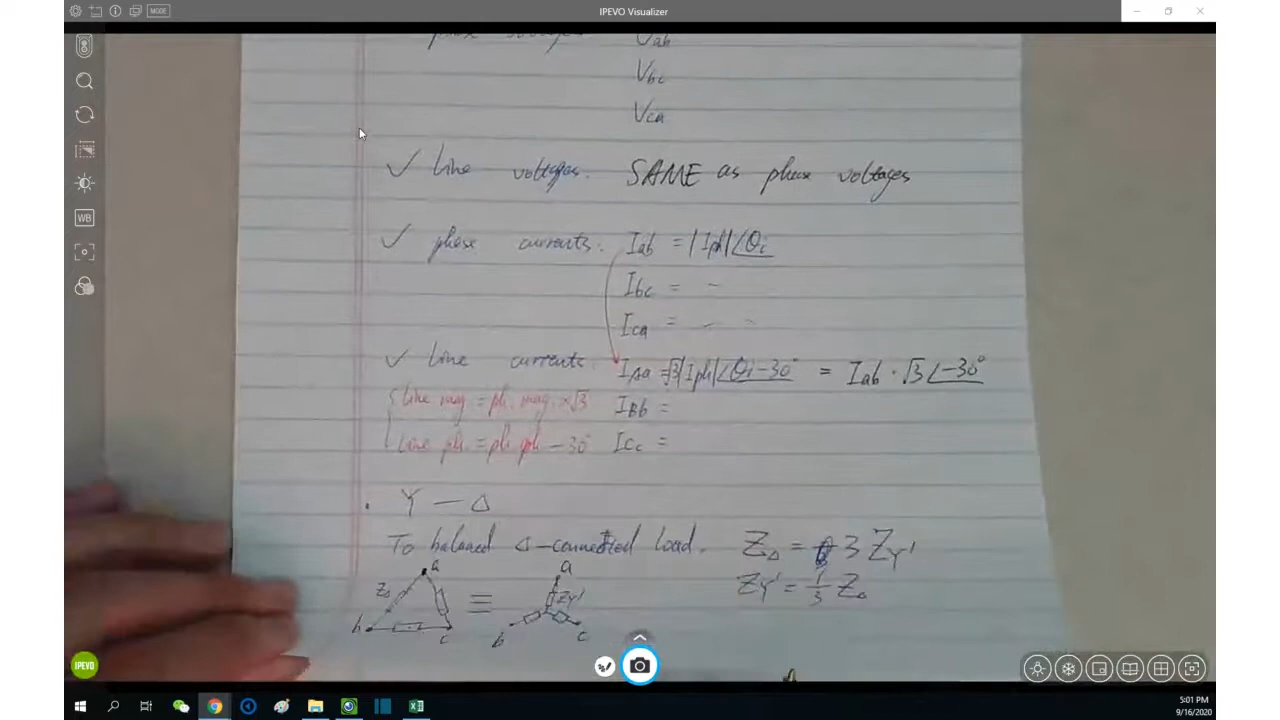 IPEVO Visualizer
MODE
Vab
Vbc
Vca
✓ Line voltages. SAME as phase voltages
✓ phase currents. Iab = |Iph|∠θi
Ibc = -
Ica = - -
WB
✓ Line currents. IAa = √3|Iph|∠θi-30° = Iab · √3∠-30°
Line mag = ph. mag. ×√3 IBb =
Line ph. = ph. ph - 30° ICc =
. Y — Δ
To balanced Δ-connected load. ZΔ = 3 ZY'
ZY' = 1/3 ZΔ
a a
ZΔ ≡ ZY'
b c b c
IPEVO
5:01 PM
9/16/2020